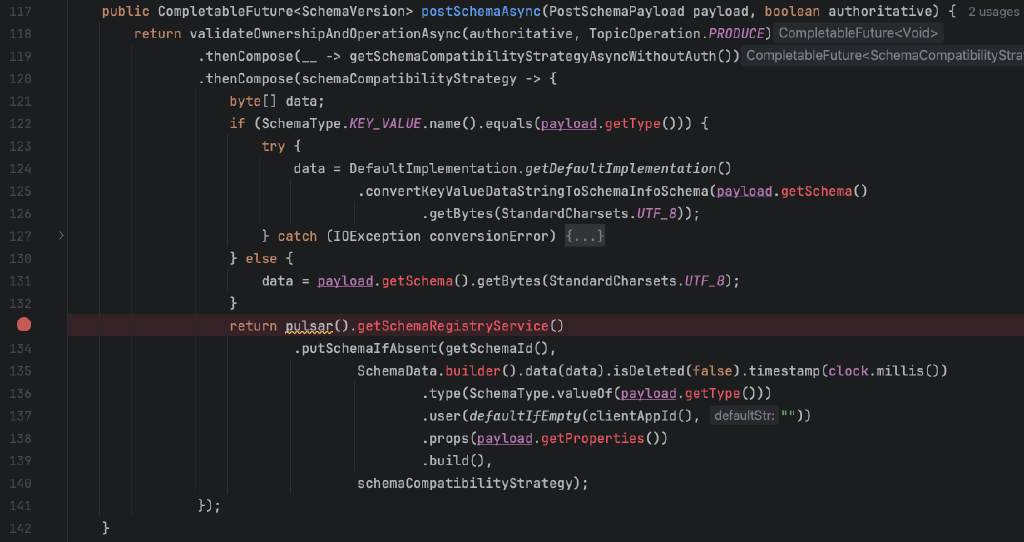 117 public CompletableFuture<SchemaVersion> postSchemaAsync(PostSchemaPayload payload, boolean authoritative) { 2 usages
118 return validateOwnershipAndOperationAsync(authoritative, TopicOperation.PRODUCE) CompletableFuture<Void>
119 .thenCompose(__ -> getSchemaCompatibilityStrategyAsyncWithoutAuth()) CompletableFuture<SchemaCompatibilityStrat
120 .thenCompose(schemaCompatibilityStrategy -> {
121 byte[] data;
122 if (SchemaType.KEY_VALUE.name().equals(payload.getType())) {
123 try {
124 data = DefaultImplementation.getDefaultImplementation()
125 .convertKeyValueDataStringToSchemaInfoSchema(payload.getSchema()
126 .getBytes(StandardCharsets.UTF_8));
127 } catch (IOException conversionError) {...}
130 } else {
131 data = payload.getSchema().getBytes(StandardCharsets.UTF_8);
132 }
return pulsar().getSchemaRegistryService()
134 .putSchemaIfAbsent(getSchemaId(),
135 SchemaData.builder().data(data).isDeleted(false).timestamp(clock.millis())
136 .type(SchemaType.valueOf(payload.getType()))
137 .user(defaultIfEmpty(clientAppId(), defaultStr: ""))
138 .props(payload.getProperties())
139 .build(),
140 schemaCompatibilityStrategy);
141 });
142 }